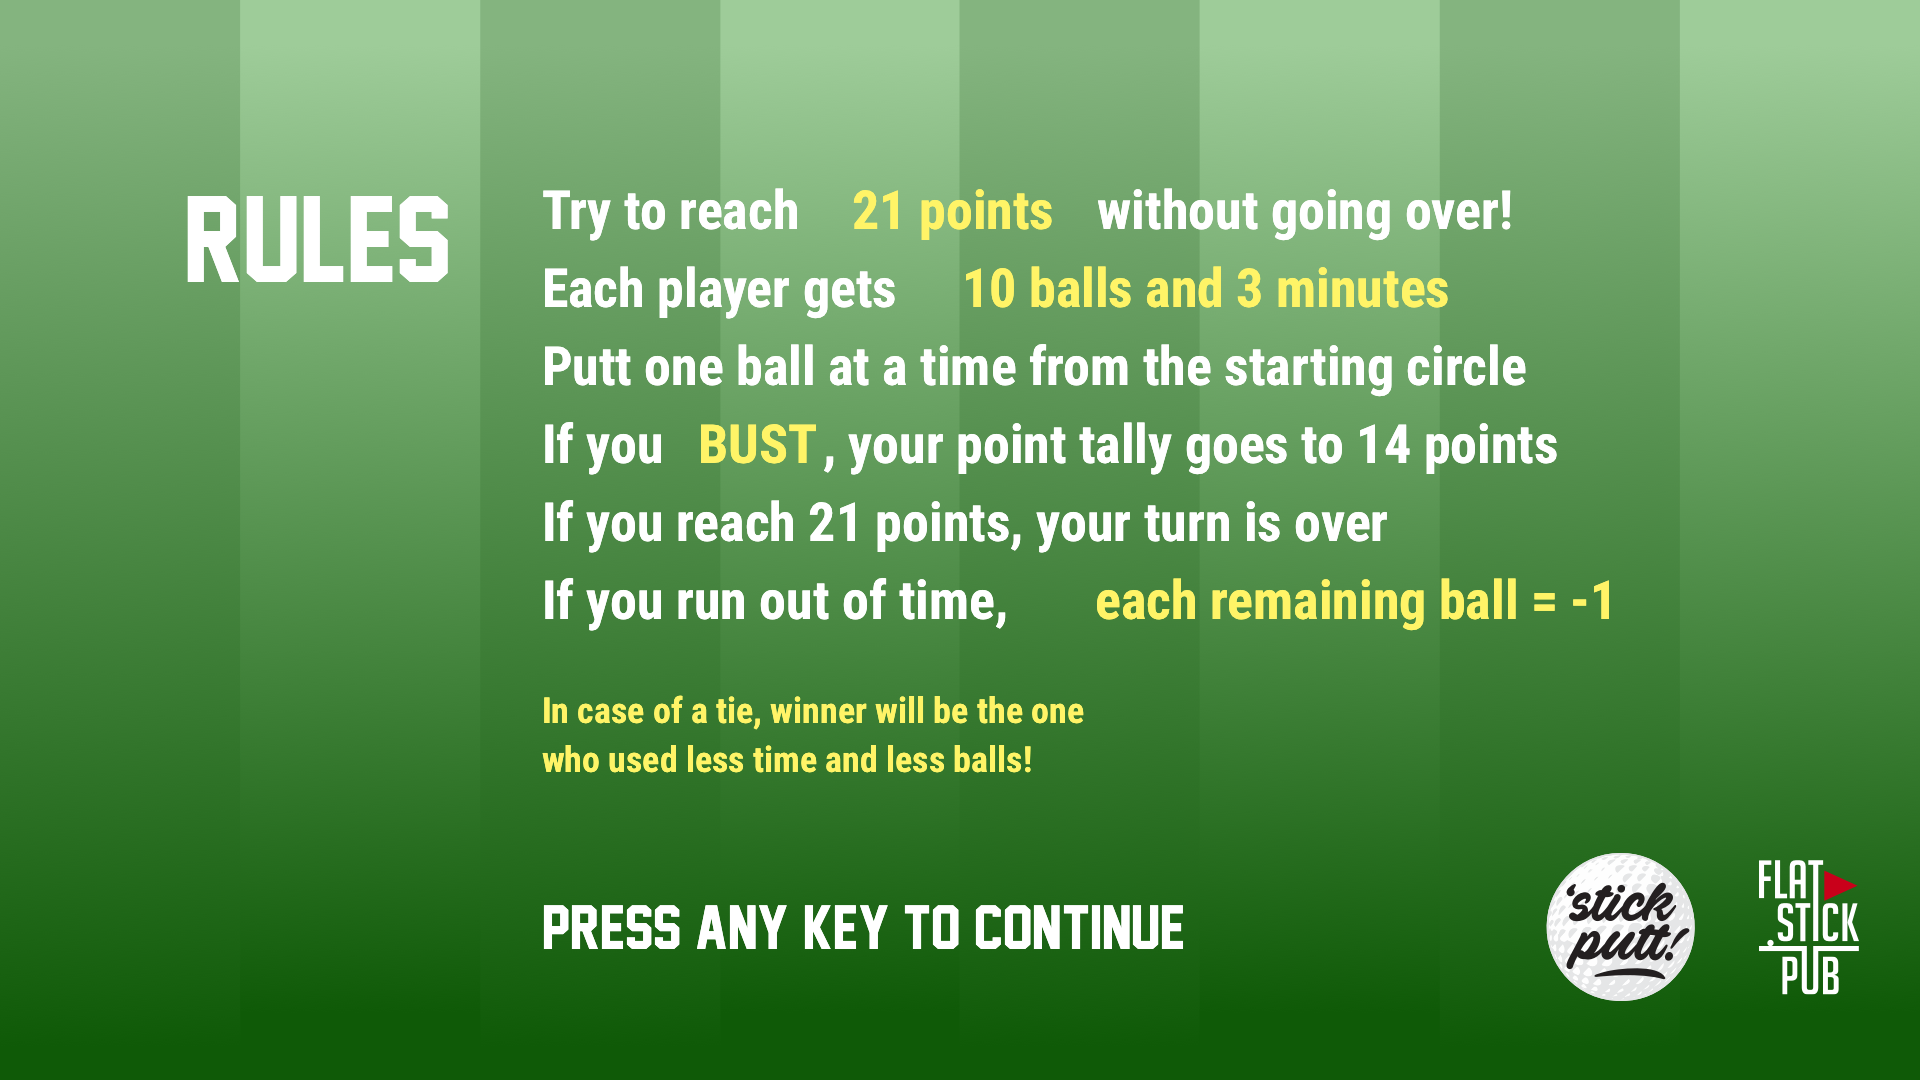 RULES
Try to reach 21 points without going over!
Each player gets 10 balls and 3 minutes
Putt one ball at a time from the starting circle
If you BUST, your point tally goes to 14 points
If you reach 21 points, your turn is over
If you run out of time, each remaining ball = -1
In case of a tie, winner will be the one
who used less time and less balls!
PRESS ANY KEY TO CONTINUE
'stick
putt!
FLAT
STICK
PUB